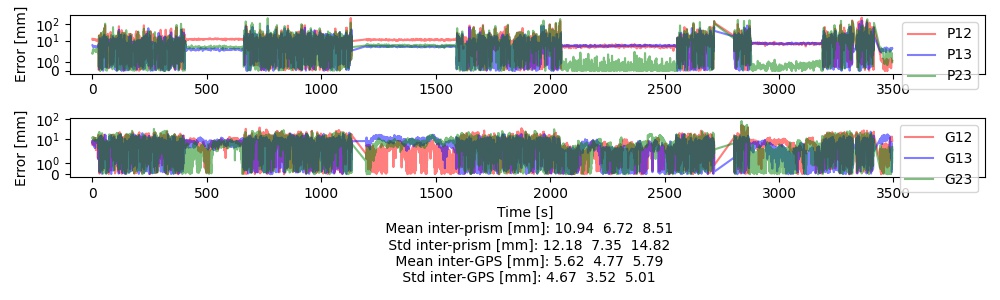 Error [mm]
10² 10¹ 10⁰ 0
0 500 1000 1500 2000 2500 3000 3500
P12
P13
P23
Error [mm]
10² 10¹ 10⁰ 0
0 500 1000 1500 2000 2500 3000 3500
G12
G13
G23
Time [s]
Mean inter-prism [mm]: 10.94 6.72 8.51
Std inter-prism [mm]: 12.18 7.35 14.82
Mean inter-GPS [mm]: 5.62 4.77 5.79
Std inter-GPS [mm]: 4.67 3.52 5.01